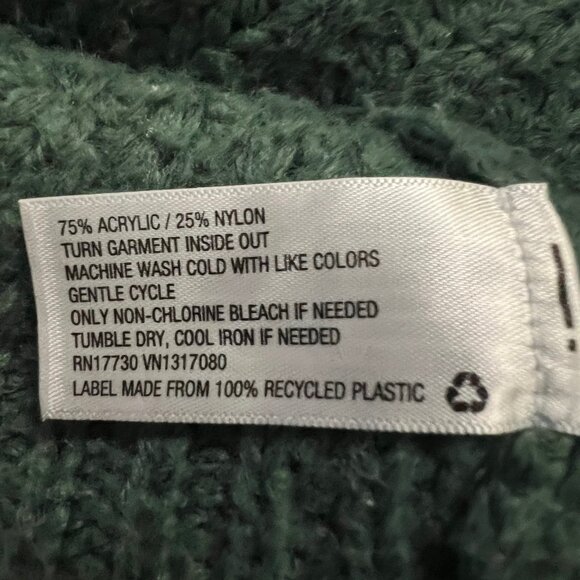 75% ACRYLIC / 25% NYLON
TURN GARMENT INSIDE OUT
MACHINE WASH COLD WITH LIKE COLORS
GENTLE CYCLE
ONLY NON-CHLORINE BLEACH IF NEEDED
TUMBLE DRY, COOL IRON IF NEEDED
RN17730 VN1317080
LABEL MADE FROM 100% RECYCLED PLASTIC